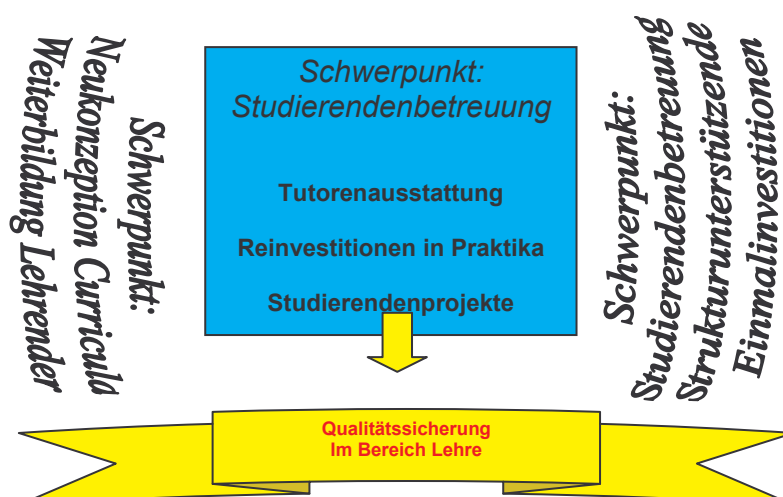 Schwerpunkt:
Neukonzeption Curricula
Weiterbildung Lehrender
Schwerpunkt:
Studierendenbetreuung
Tutorenausstattung
Reinvestitionen in Praktika
Studierendenprojekte
Schwerpunkt:
Studierendenbetreuung
Strukturunterstützende
Einmalinvestitionen
Qualitätssicherung
Im Bereich Lehre